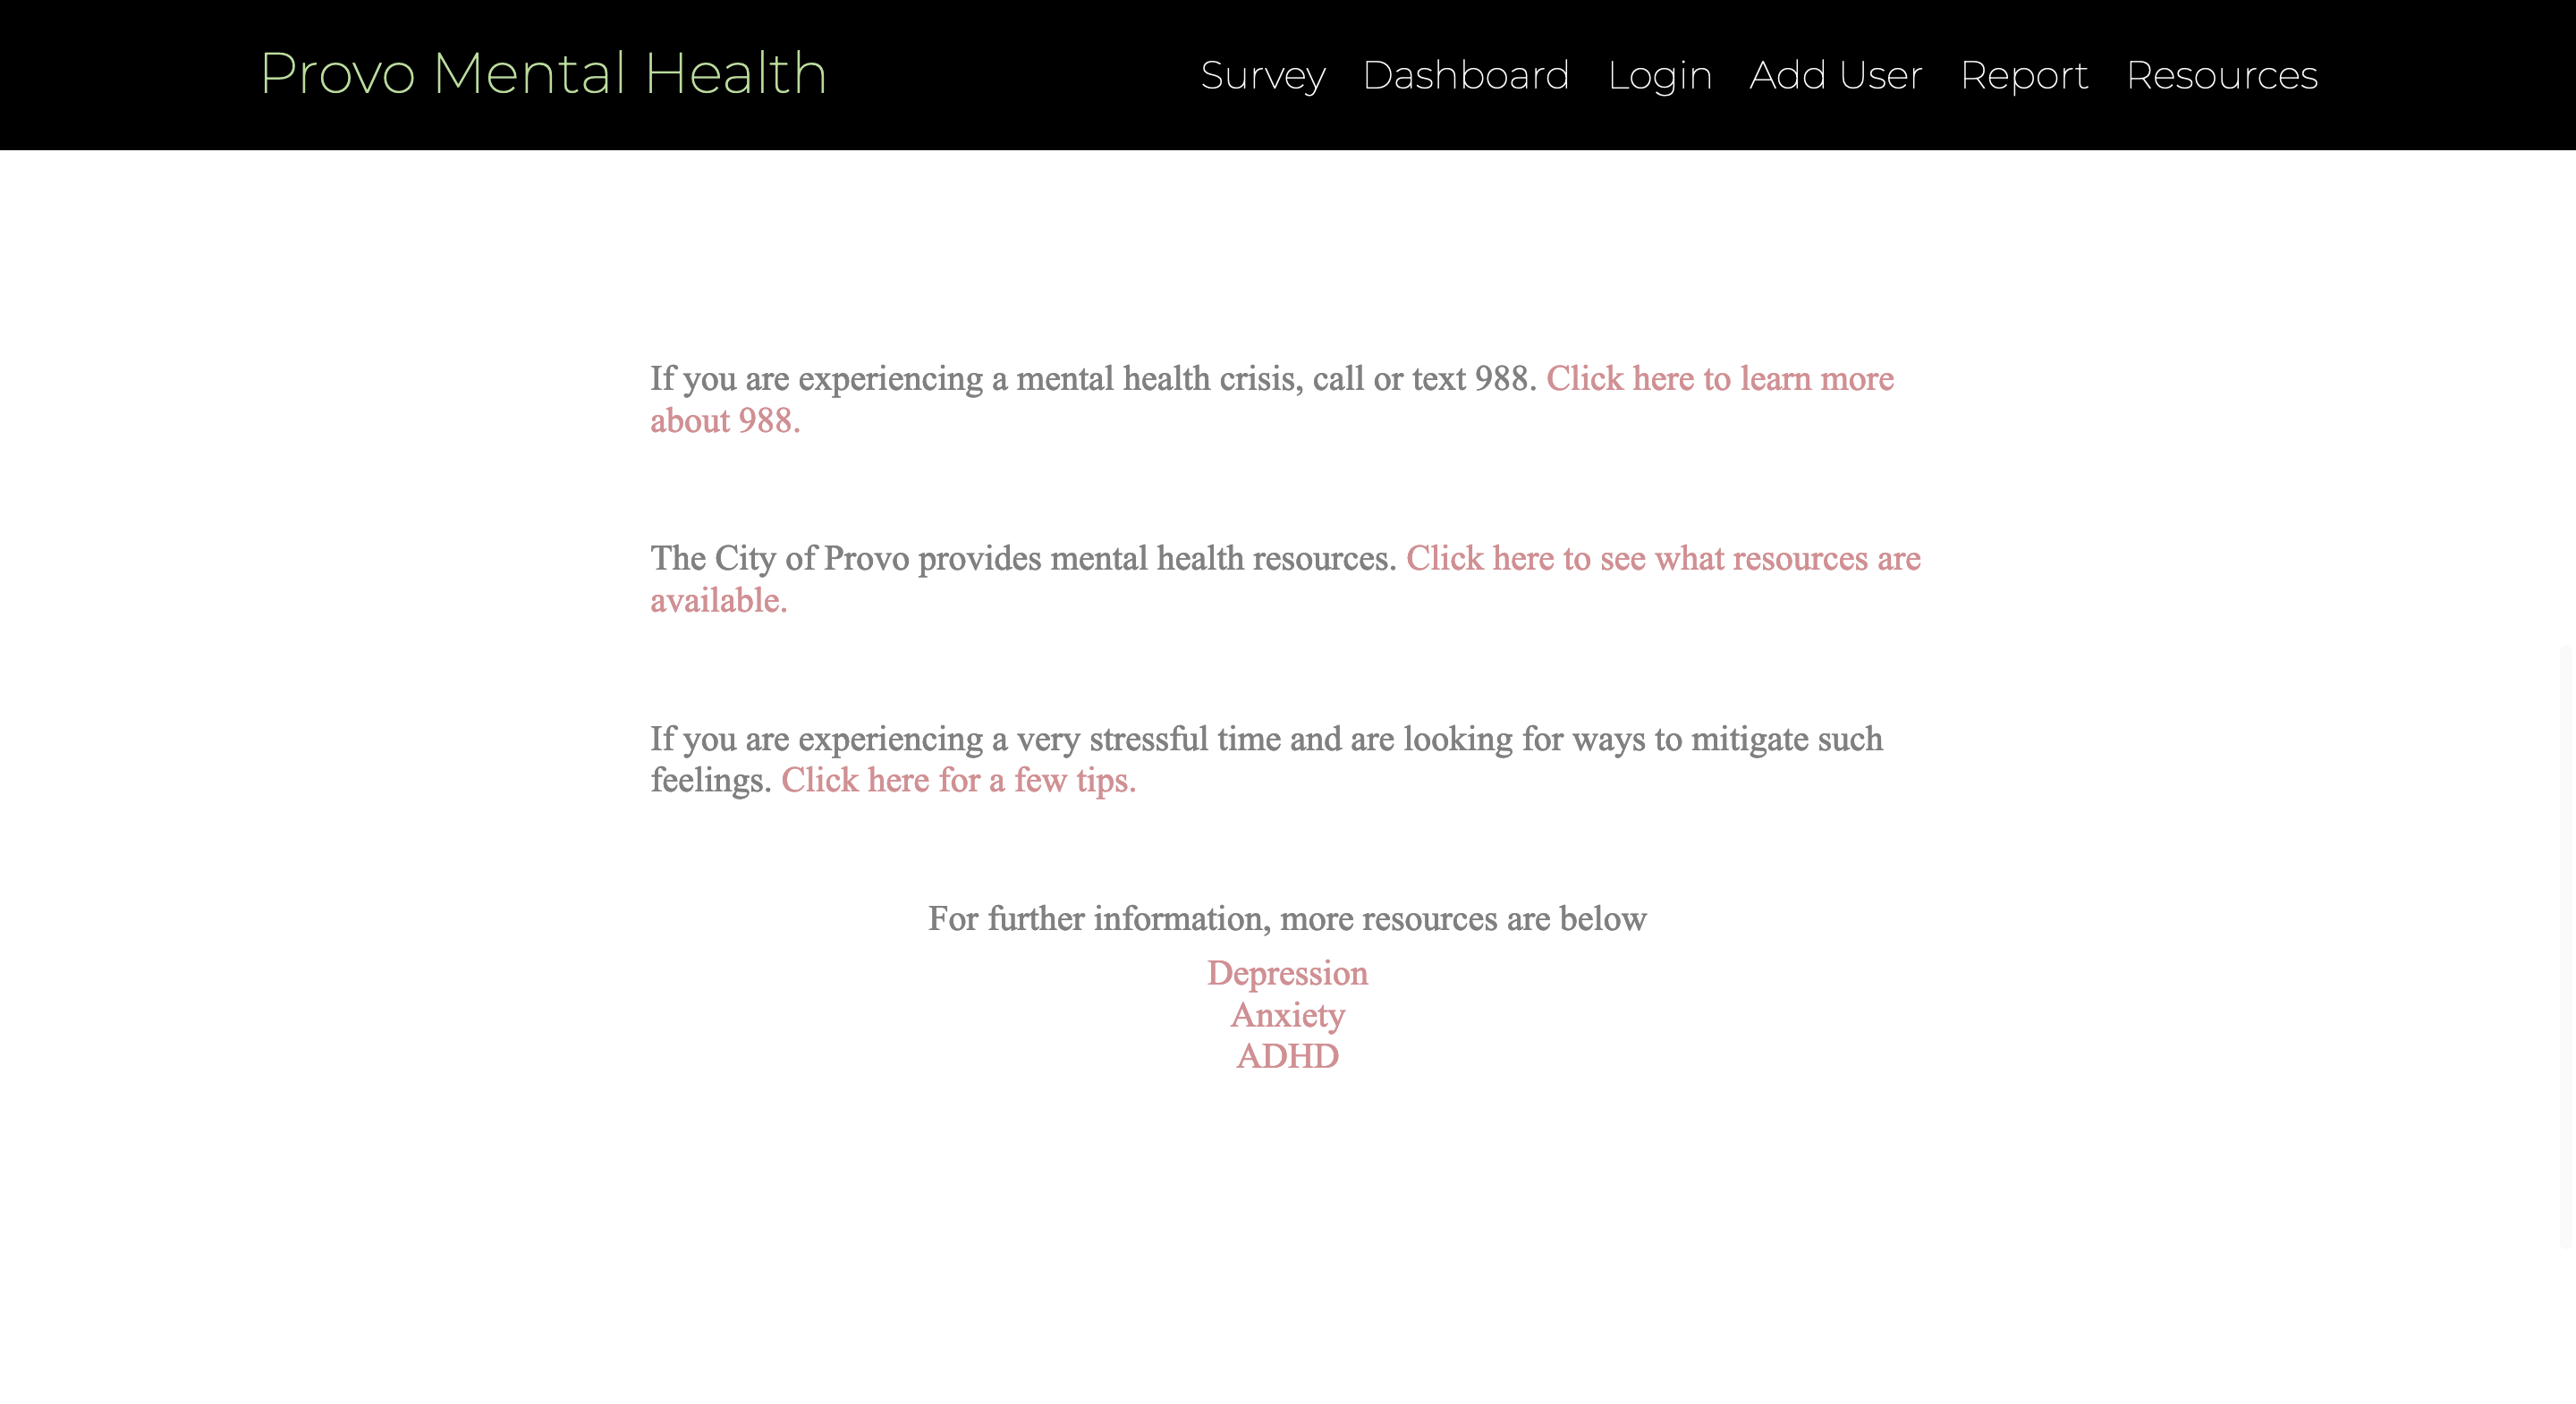 Provo Mental Health
Survey Dashboard Login Add User Report Resources
If you are experiencing a mental health crisis, call or text 988. Click here to learn more
about 988.
The City of Provo provides mental health resources. Click here to see what resources are
available.
If you are experiencing a very stressful time and are looking for ways to mitigate such
feelings. Click here for a few tips.
For further information, more resources are below
Depression
Anxiety
ADHD